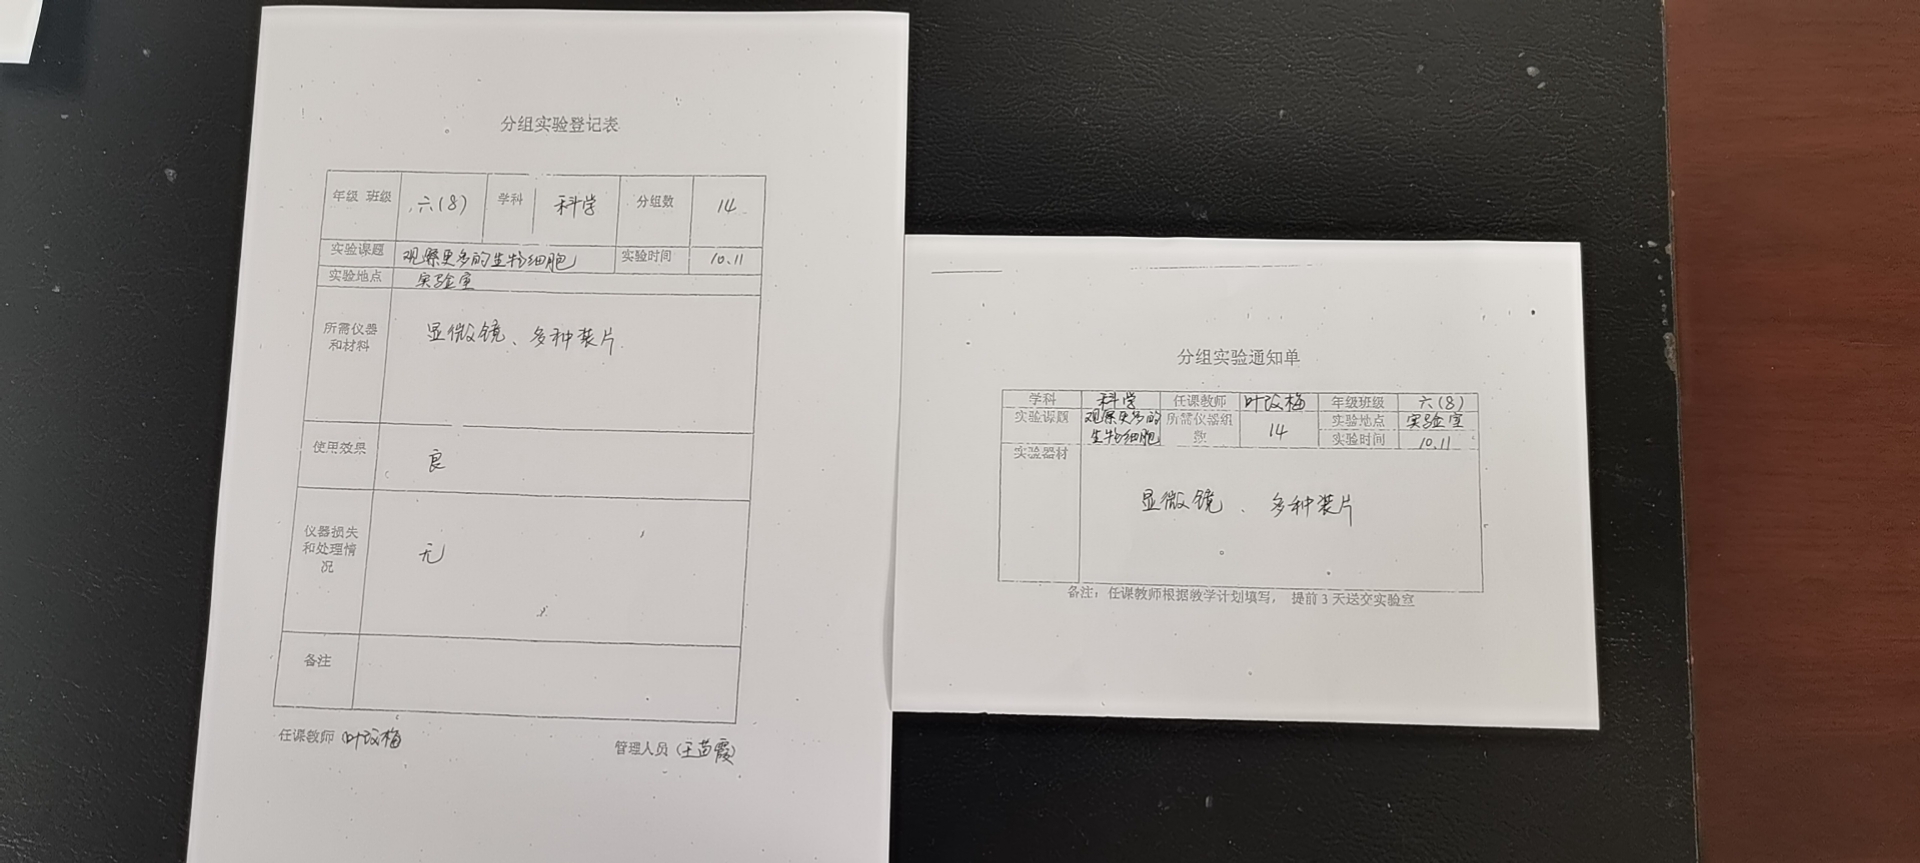 分组实验登记表
年级 班级 六(8) 学科 科学 分组数 14
实验课题 观察更多的生物细胞 实验时间 10.11
实验地点 实验室
所需仪器
和材料
显微镜、多种装片
使用效果 良
仪器损失
和处理情
况
无
备注
任课教师 (叶改梅 管理人员 (王苗霞)
分组实验通知单
学科 科学 任课教师 叶改梅 年级班级 六(8)
实验课题 观察更多的 所需仪器组 14 实验地点 实验室
生物细胞 数 实验时间 10.11
实验器材
显微镜、多种装片
备注:任课教师根据教学计划填写, 提前 3 天送交实验室